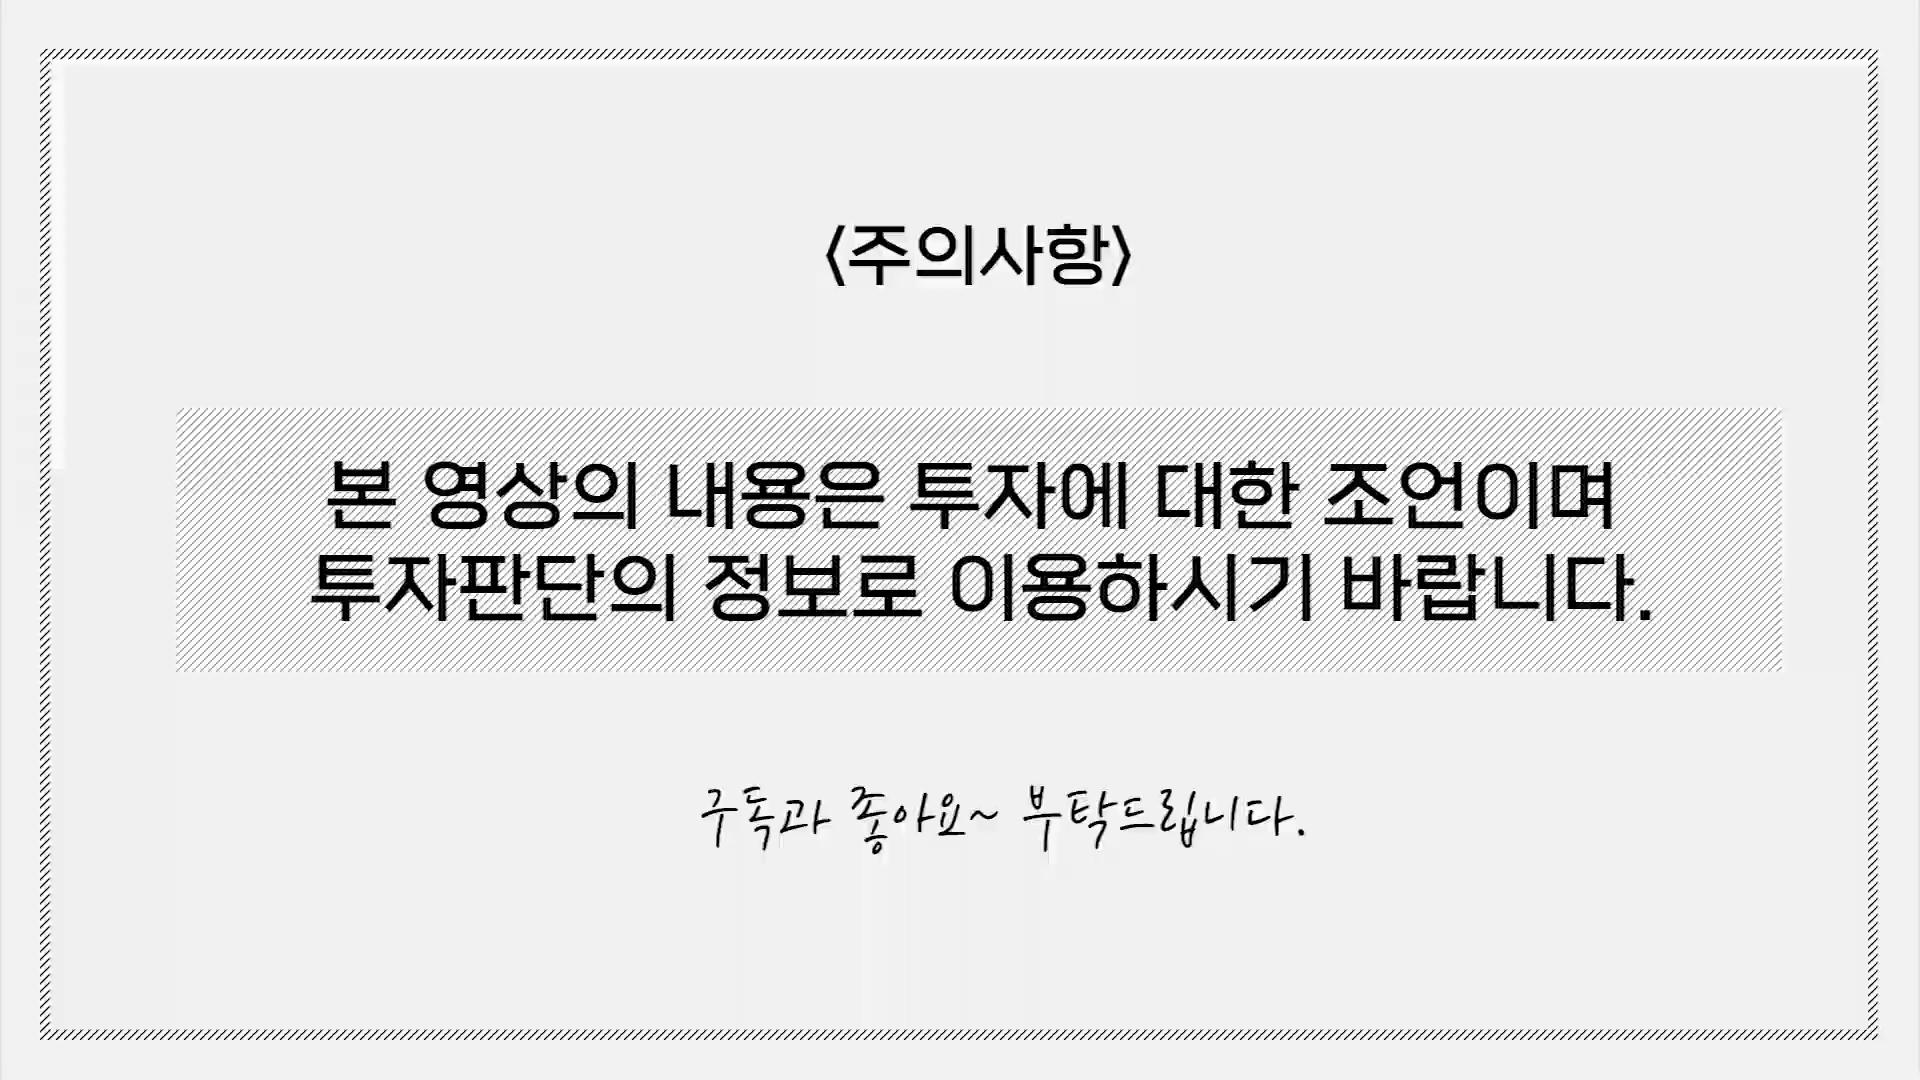 〈주의사항〉
본 영상의 내용은 투자에 대한 조언이며
투자판단의 정보로 이용하시기 바랍니다.
구독과 좋아요~ 부탁드립니다.